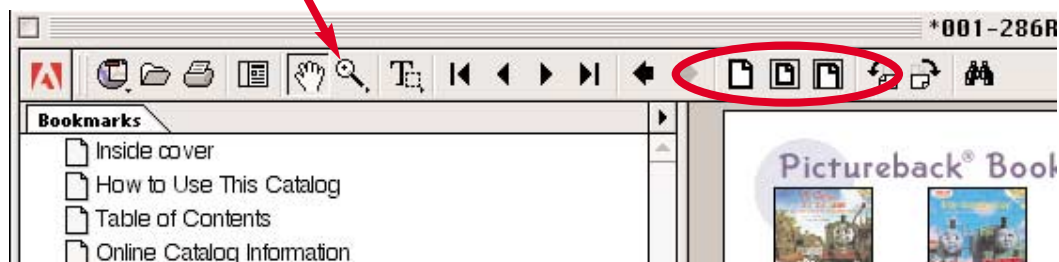 *001-286R
Bookmarks
Inside cover
How to Use This Catalog
Table of Contents
Online Catalog Information
Pictureback® Book